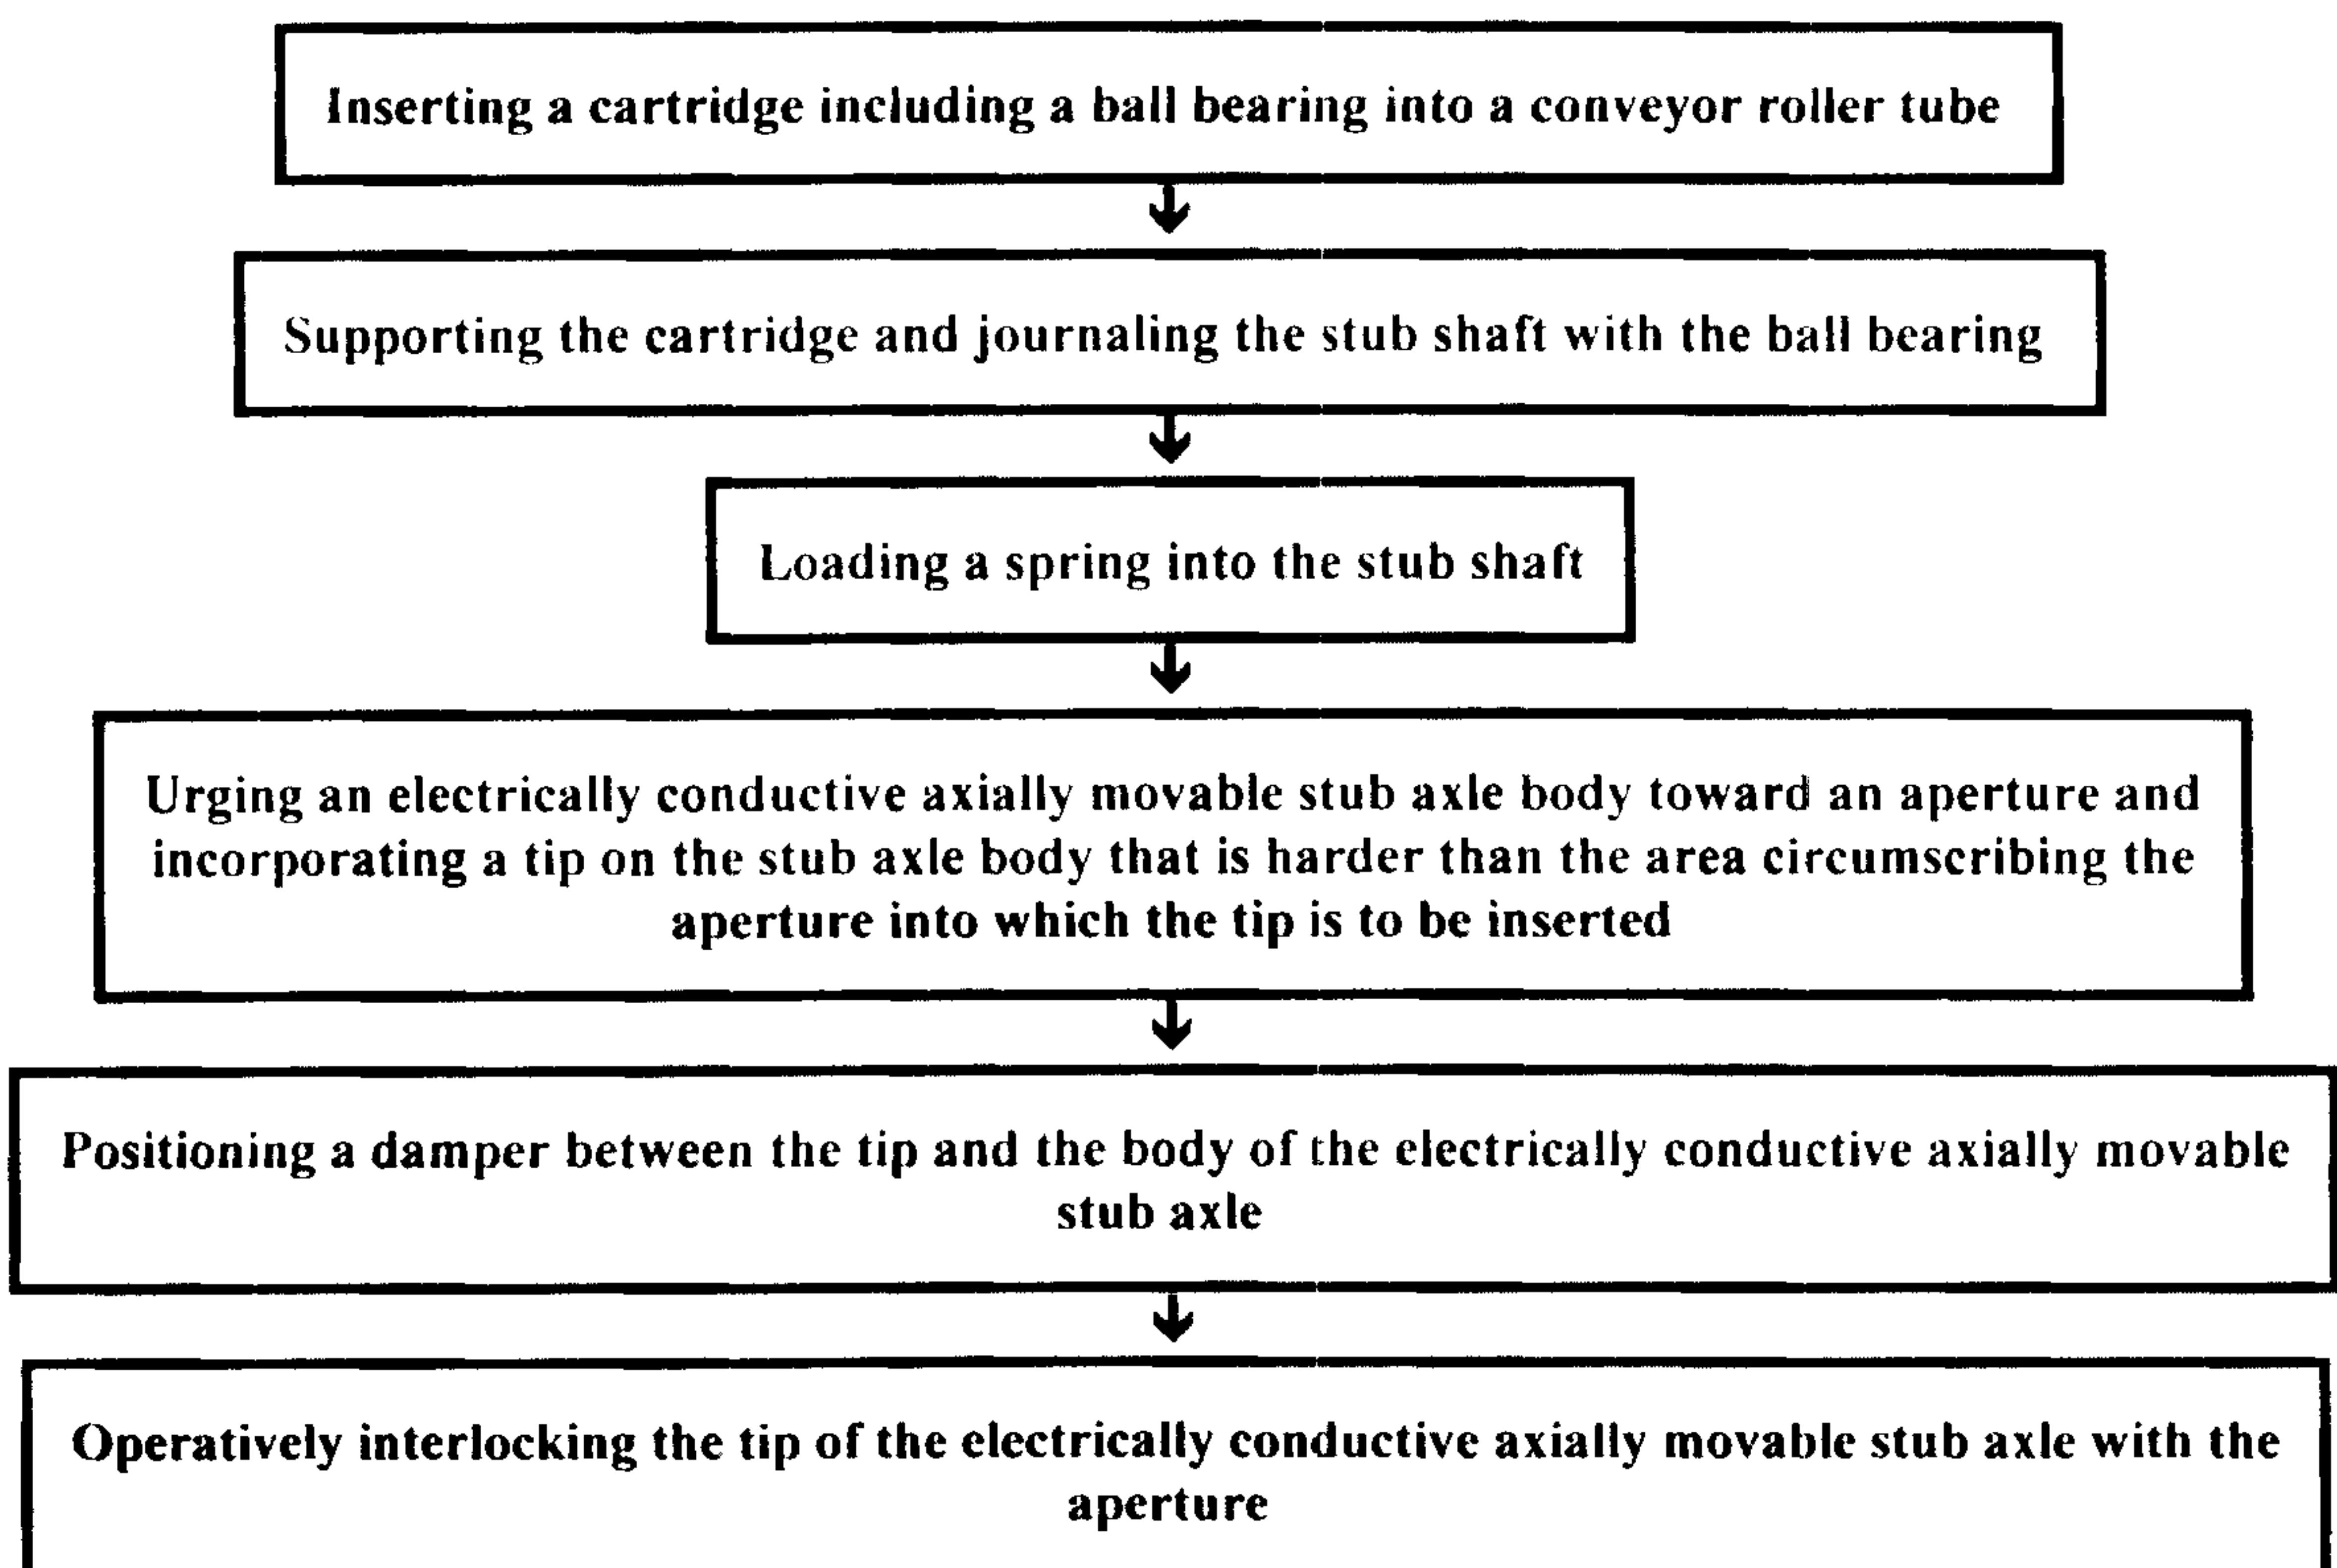 Inserting a cartridge including a ball bearing into a conveyor roller tube
Supporting the cartridge and journaling the stub shaft with the ball bearing
Loading a spring into the stub shaft
Urging an electrically conductive axially movable stub axle body toward an aperture and
incorporating a tip on the stub axle body that is harder than the area circumscribing the
aperture into which the tip is to be inserted
Positioning a damper between the tip and the body of the electrically conductive axially movable
stub axle
Operatively interlocking the tip of the electrically conductive axially movable stub axle with the
aperture